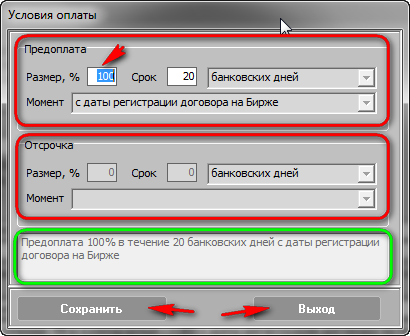 Условия оплаты
Предоплата
Размер, % 100 Срок 20 банковских дней
Момент с даты регистрации договора на Бирже
Отсрочка
Размер, % 0 Срок 0 банковских дней
Момент
Предоплата 100% в течение 20 банковских дней с даты регистрации
договора на Бирже
Сохранить Выход